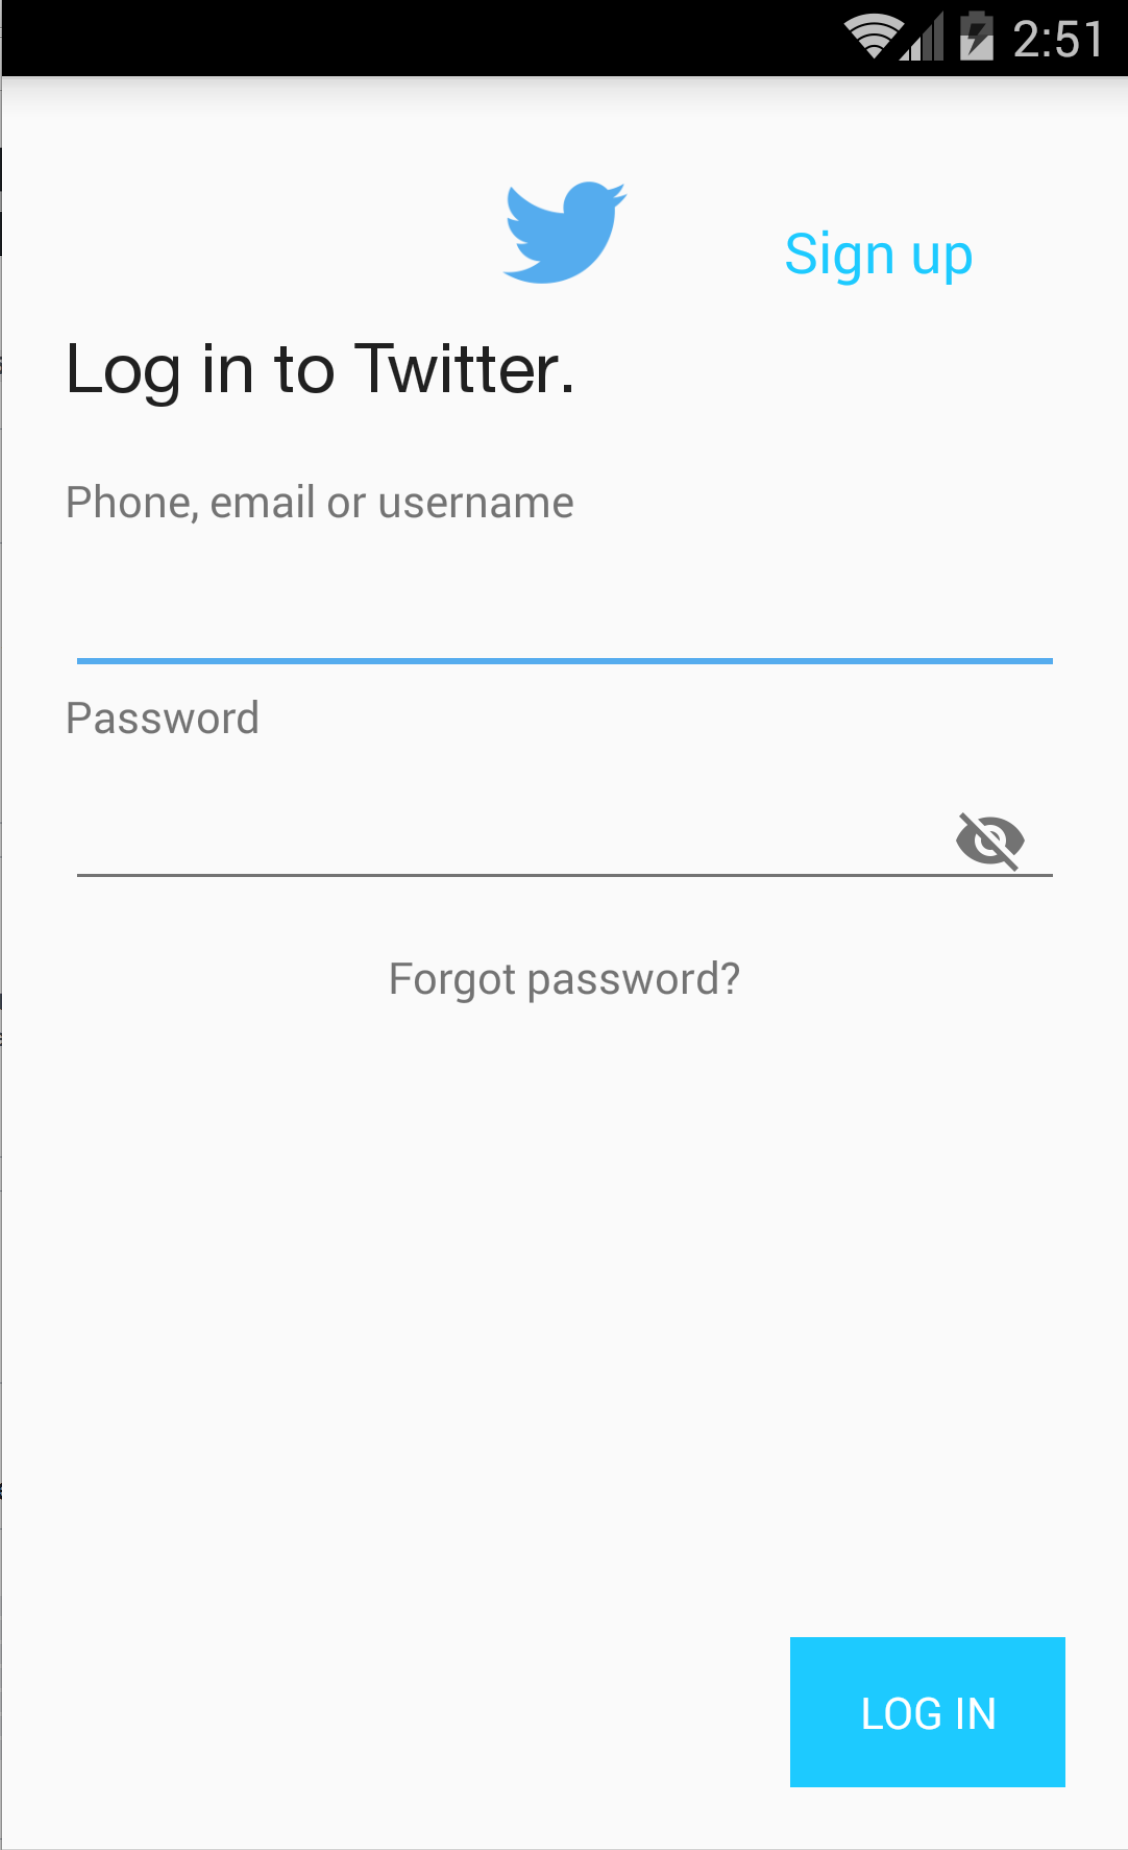 2:51
Sign up
Log in to Twitter.
Phone, email or username
Password
Forgot password?
LOG IN